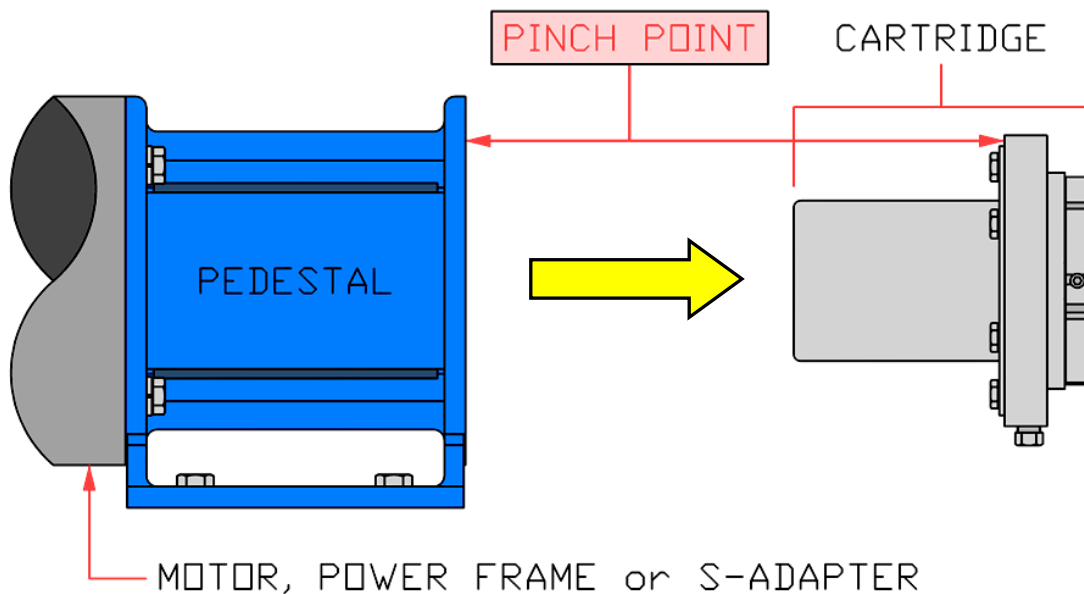 PINCH POINT
CARTRIDGE
PEDESTAL
MOTOR, POWER FRAME or S-ADAPTER